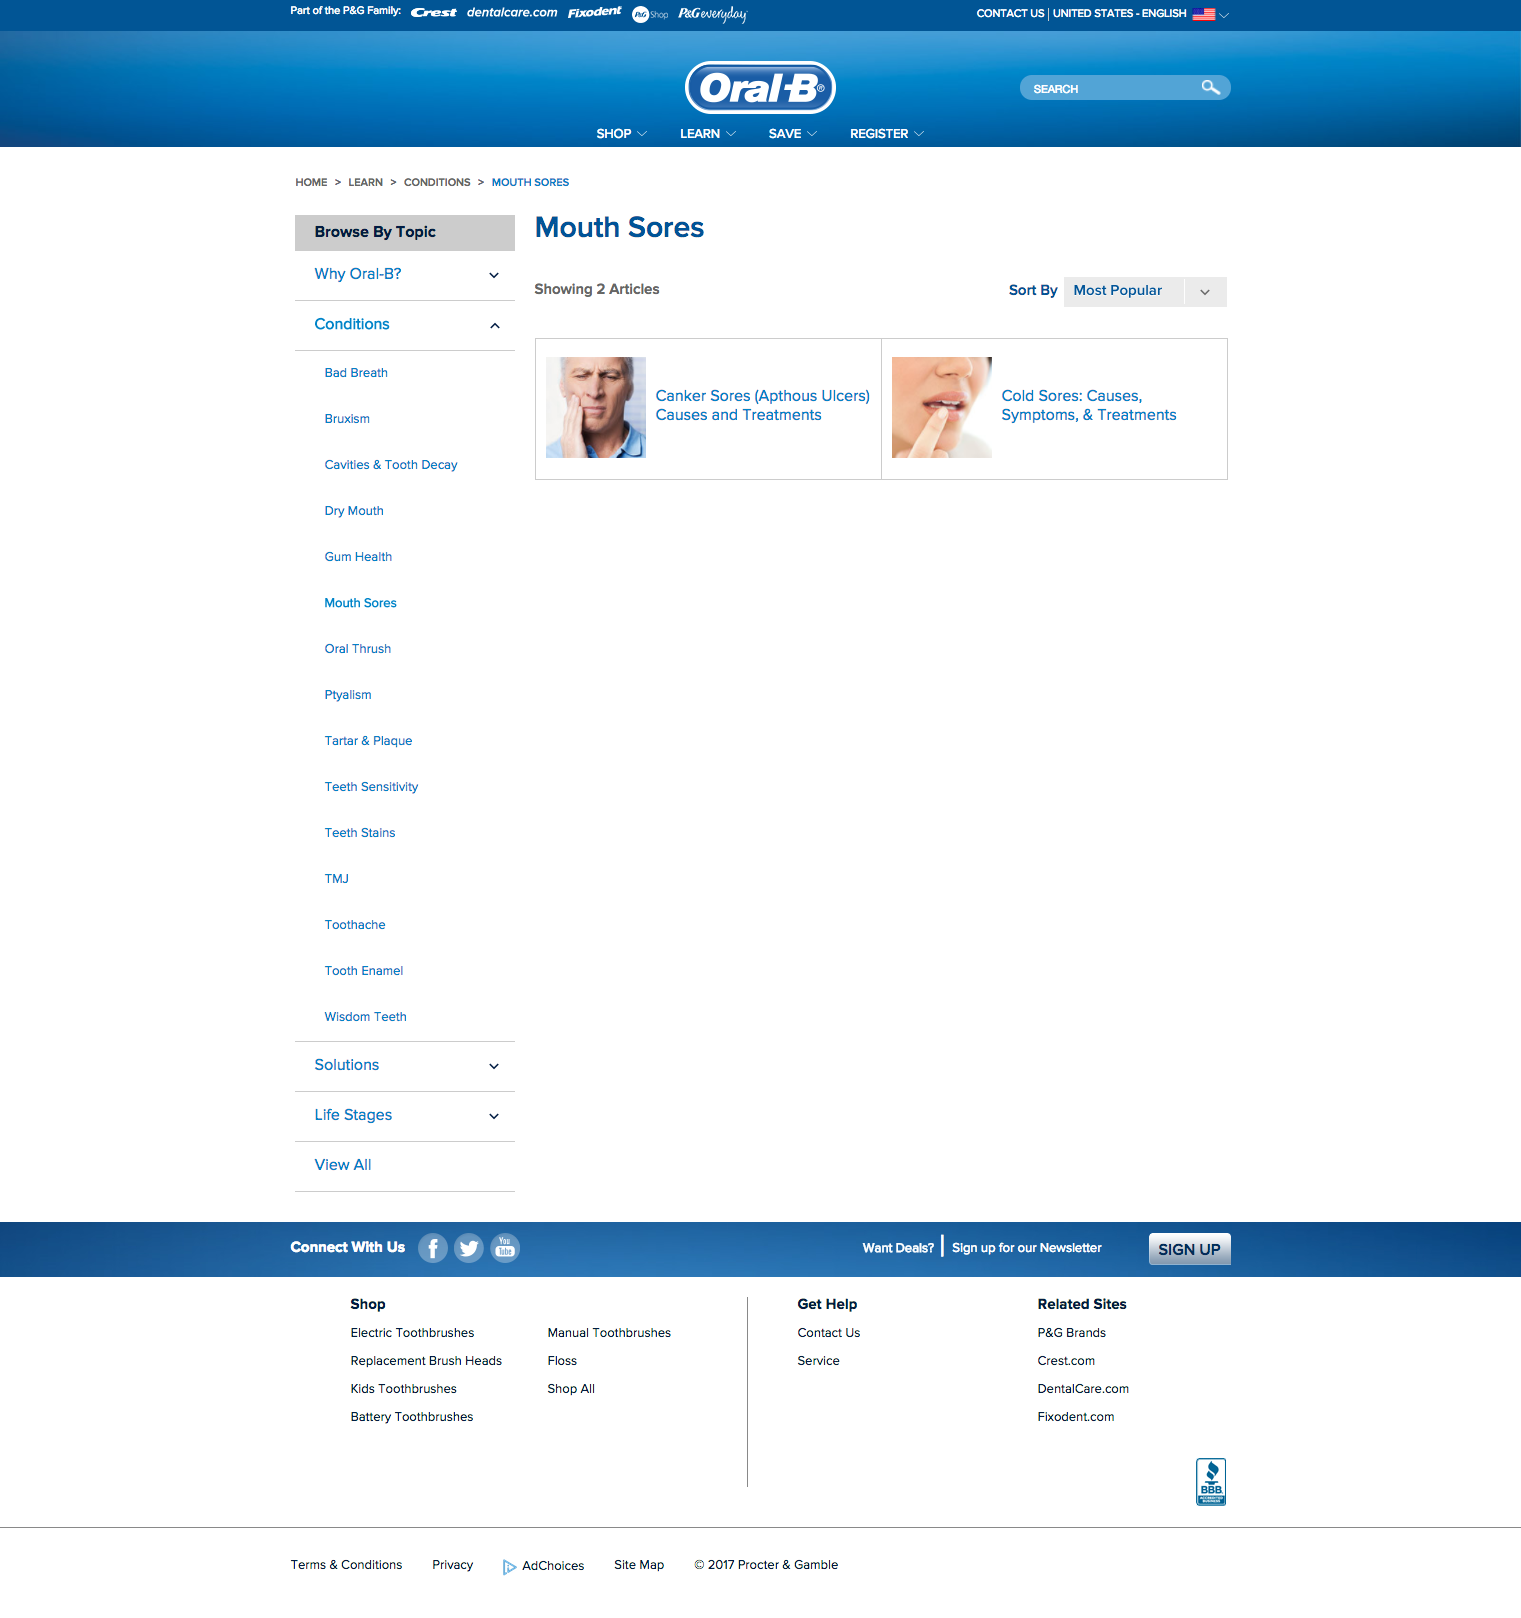 Part of the P&G Family: Crest dentalcare.com Fixodent P&G Shop P&G everyday
CONTACT US | UNITED STATES - ENGLISH
Oral-B®
SEARCH
SHOP LEARN SAVE REGISTER
HOME > LEARN > CONDITIONS > MOUTH SORES
Browse By Topic
Why Oral-B?
Conditions
Bad Breath
Bruxism
Cavities & Tooth Decay
Dry Mouth
Gum Health
Mouth Sores
Oral Thrush
Ptyalism
Tartar & Plaque
Teeth Sensitivity
Teeth Stains
TMJ
Toothache
Tooth Enamel
Wisdom Teeth
Solutions
Life Stages
View All
Mouth Sores
Showing 2 Articles
Sort By Most Popular
Canker Sores (Apthous Ulcers)
Causes and Treatments
Cold Sores: Causes,
Symptoms, & Treatments
Connect With Us
You
Tube
Want Deals? | Sign up for our Newsletter
SIGN UP
Shop
Electric Toothbrushes
Replacement Brush Heads
Kids Toothbrushes
Battery Toothbrushes
Manual Toothbrushes
Floss
Shop All
Get Help
Contact Us
Service
Related Sites
P&G Brands
Crest.com
DentalCare.com
Fixodent.com
BBB.
ACCREDITED
BUSINESS
Terms & Conditions Privacy AdChoices Site Map © 2017 Procter & Gamble